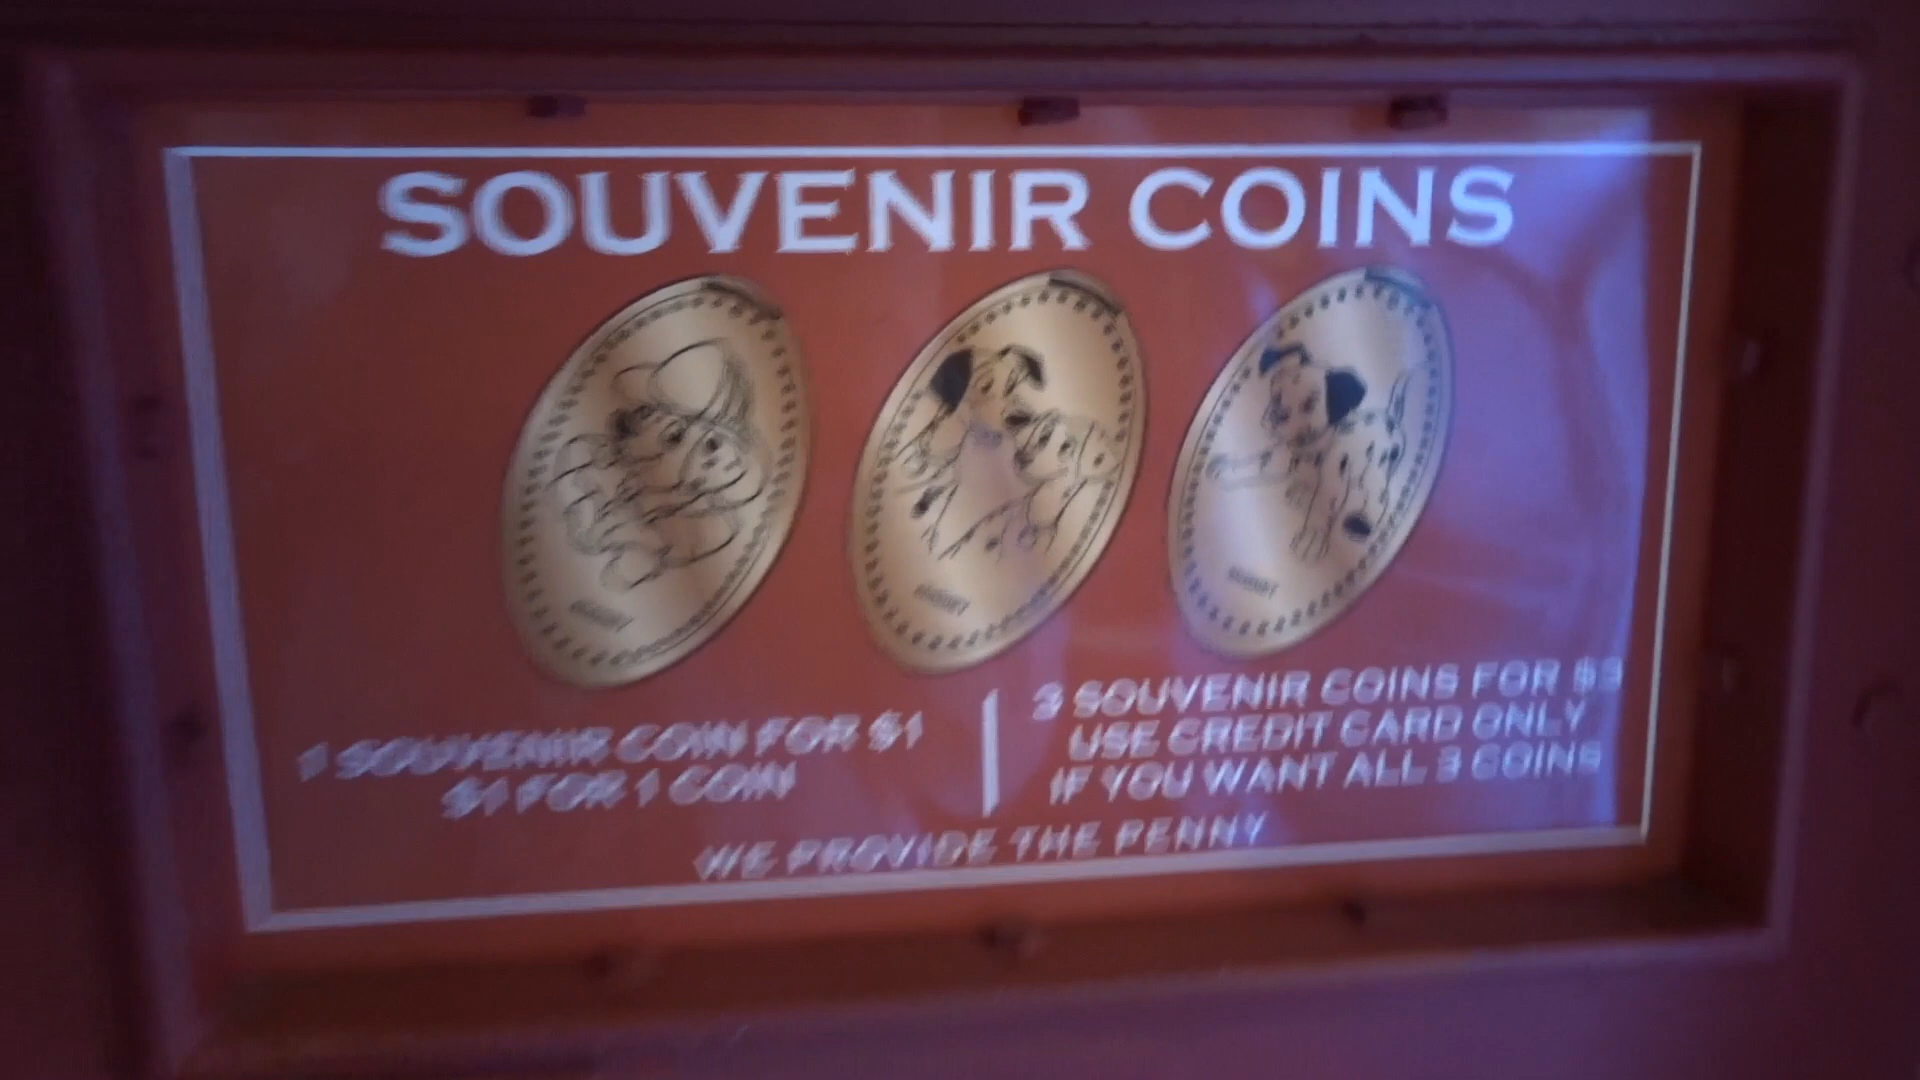 SOUVENIR COINS
1 SOUVENIR COIN FOR $1
$1 FOR 1 COIN
3 SOUVENIR COINS FOR $3
USE CREDIT CARD ONLY
IF YOU WANT ALL 3 COINS
WE PROVIDE THE PENNY